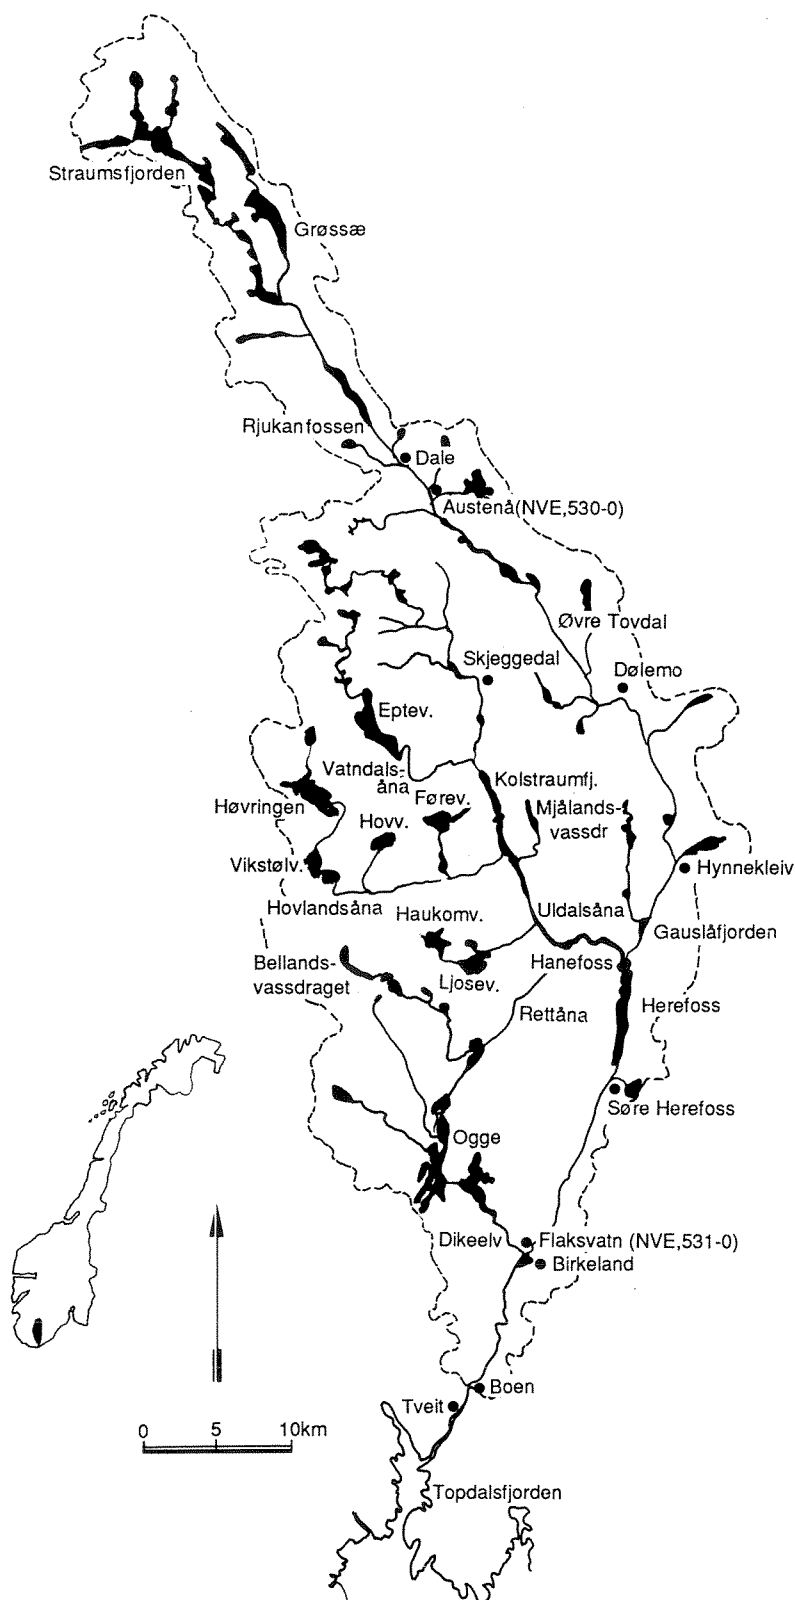 Straumsfjorden
Grøssæ
Rjukanfossen
Dale
Austenå(NVE,530-0)
Øvre Tovdal
Skjeggedal
Dølemo
Eptev.
Vatndals-
åna
Kolstraumfj.
Høvringen
Førev.
Mjålands-
vassdr
Hovv.
Vikstølv.
Hynnekleiv
Hovlandsåna
Haukomv.
Uldalsåna
Gauslåfjorden
Bellands-
vassdraget
Ljosev.
Hanefoss
Rettåna
Herefoss
Søre Herefoss
Ogge
Dikeelv
Flaksvatn (NVE,531-0)
Birkeland
Boen
Tveit
0 5 10km
Topdalsfjorden